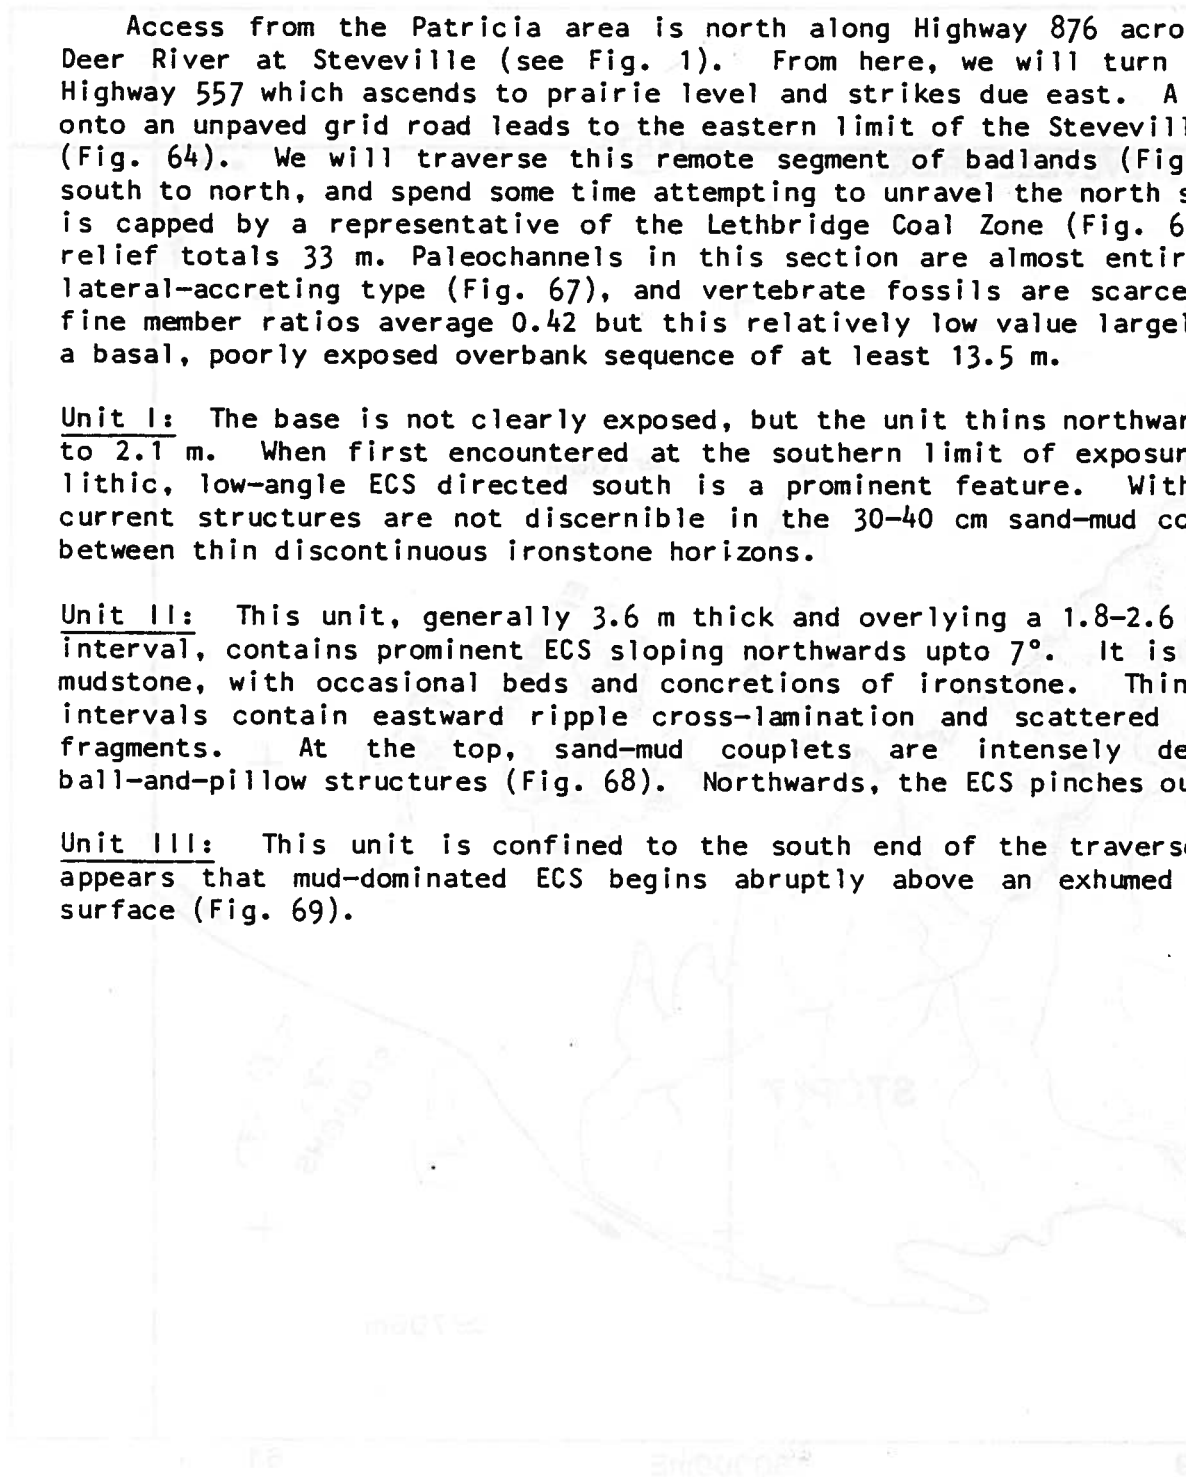 Access from the Patricia area is north along Highway 876 acro
Deer River at Steveville (see Fig. 1). From here, we will turn
Highway 557 which ascends to prairie level and strikes due east. A
onto an unpaved grid road leads to the eastern limit of the Stevevill
(Fig. 64). We will traverse this remote segment of badlands (Fig
south to north, and spend some time attempting to unravel the north s
is capped by a representative of the Lethbridge Coal Zone (Fig. 6
relief totals 33 m. Paleochannels in this section are almost entir
lateral-accreting type (Fig. 67), and vertebrate fossils are scarce
fine member ratios average 0.42 but this relatively low value largel
a basal, poorly exposed overbank sequence of at least 13.5 m.
Unit I: The base is not clearly exposed, but the unit thins northwar
to 2.1 m. When first encountered at the southern limit of exposur
lithic, low-angle ECS directed south is a prominent feature. With
current structures are not discernible in the 30-40 cm sand-mud co
between thin discontinuous ironstone horizons.
Unit II: This unit, generally 3.6 m thick and overlying a 1.8-2.6
interval, contains prominent ECS sloping northwards upto 7°. It is
mudstone, with occasional beds and concretions of ironstone. Thin
intervals contain eastward ripple cross-lamination and scattered
fragments. At the top, sand-mud couplets are intensely de
ball-and-pillow structures (Fig. 68). Northwards, the ECS pinches ou
Unit III: This unit is confined to the south end of the traverse
appears that mud-dominated ECS begins abruptly above an exhumed
surface (Fig. 69).